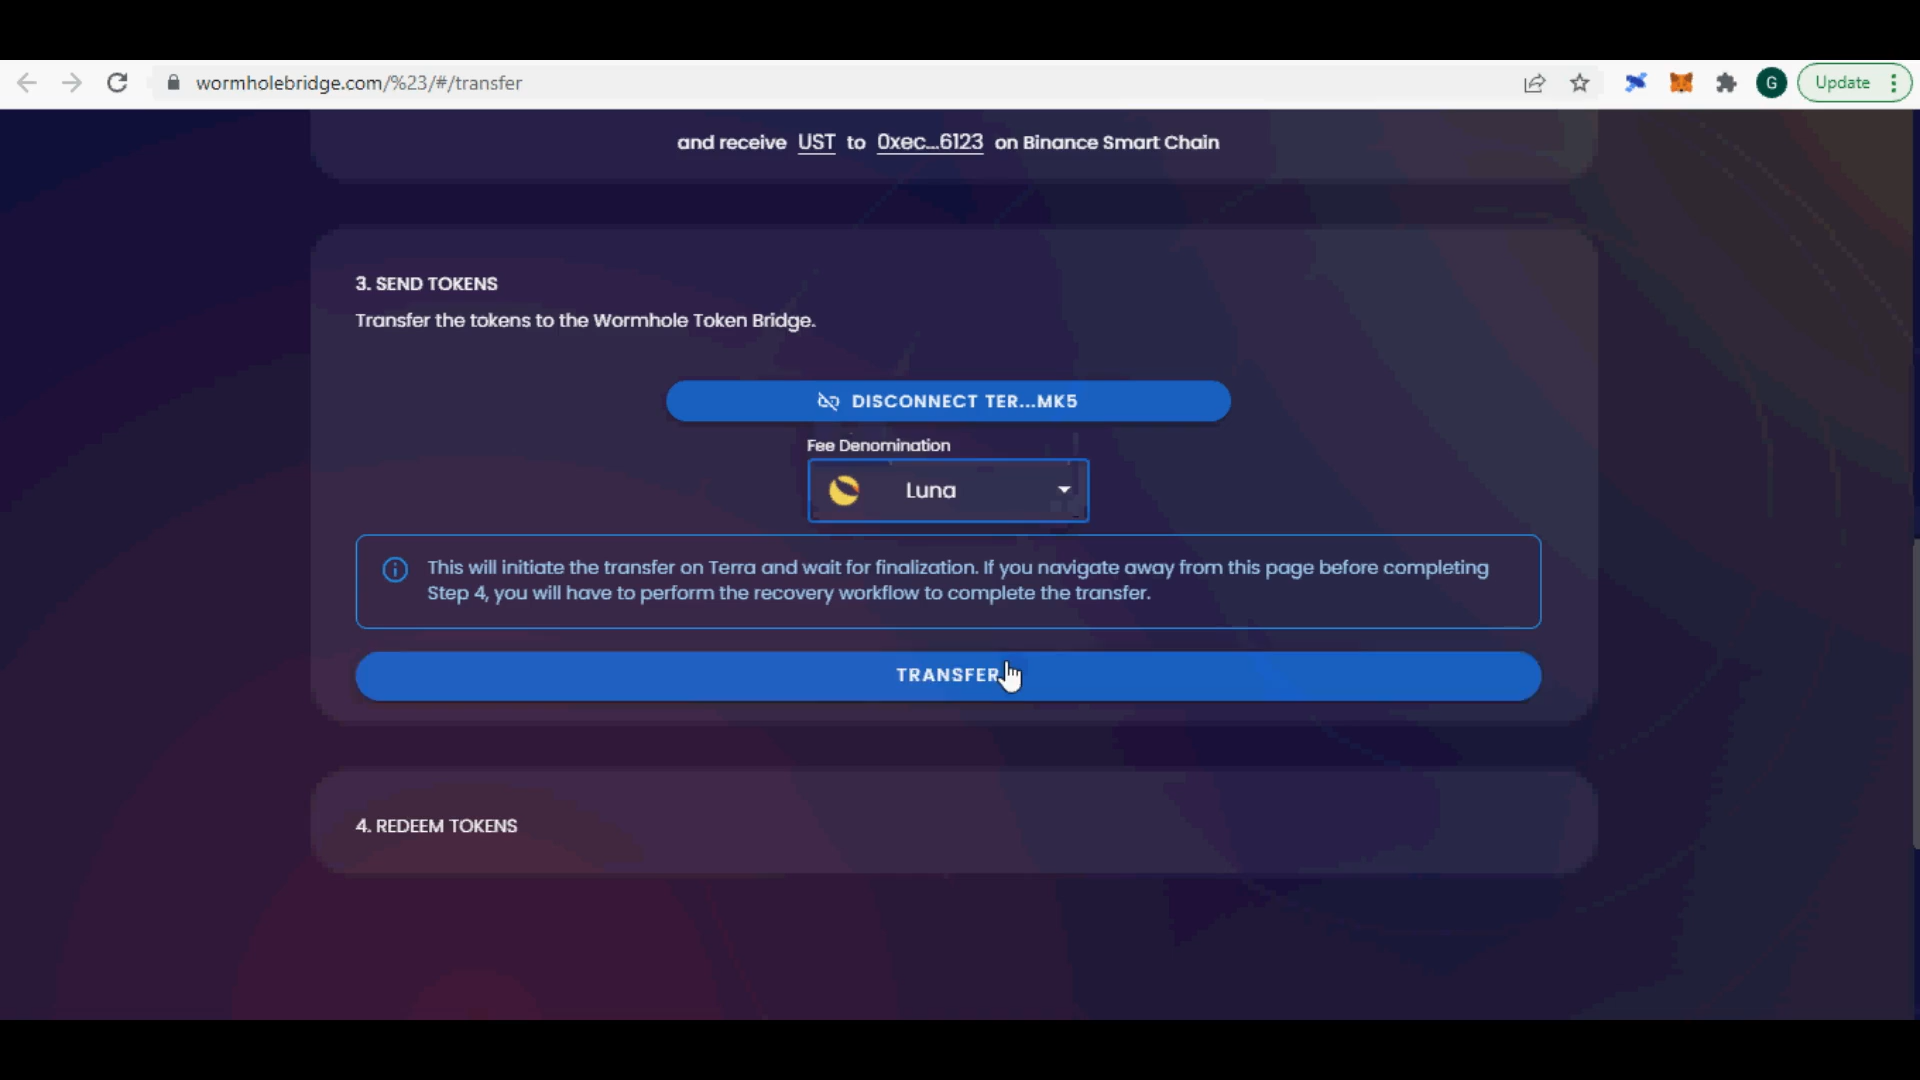 wormholebridge.com/%23/#/transfer
G
Update
and receive UST to 0xec...6123 on Binance Smart Chain
3. SEND TOKENS
Transfer the tokens to the Wormhole Token Bridge.
DISCONNECT TER...MK5
Fee Denomination
Luna
This will initiate the transfer on Terra and wait for finalization. If you navigate away from this page before completing
Step 4, you will have to perform the recovery workflow to complete the transfer.
TRANSFER
4. REDEEM TOKENS